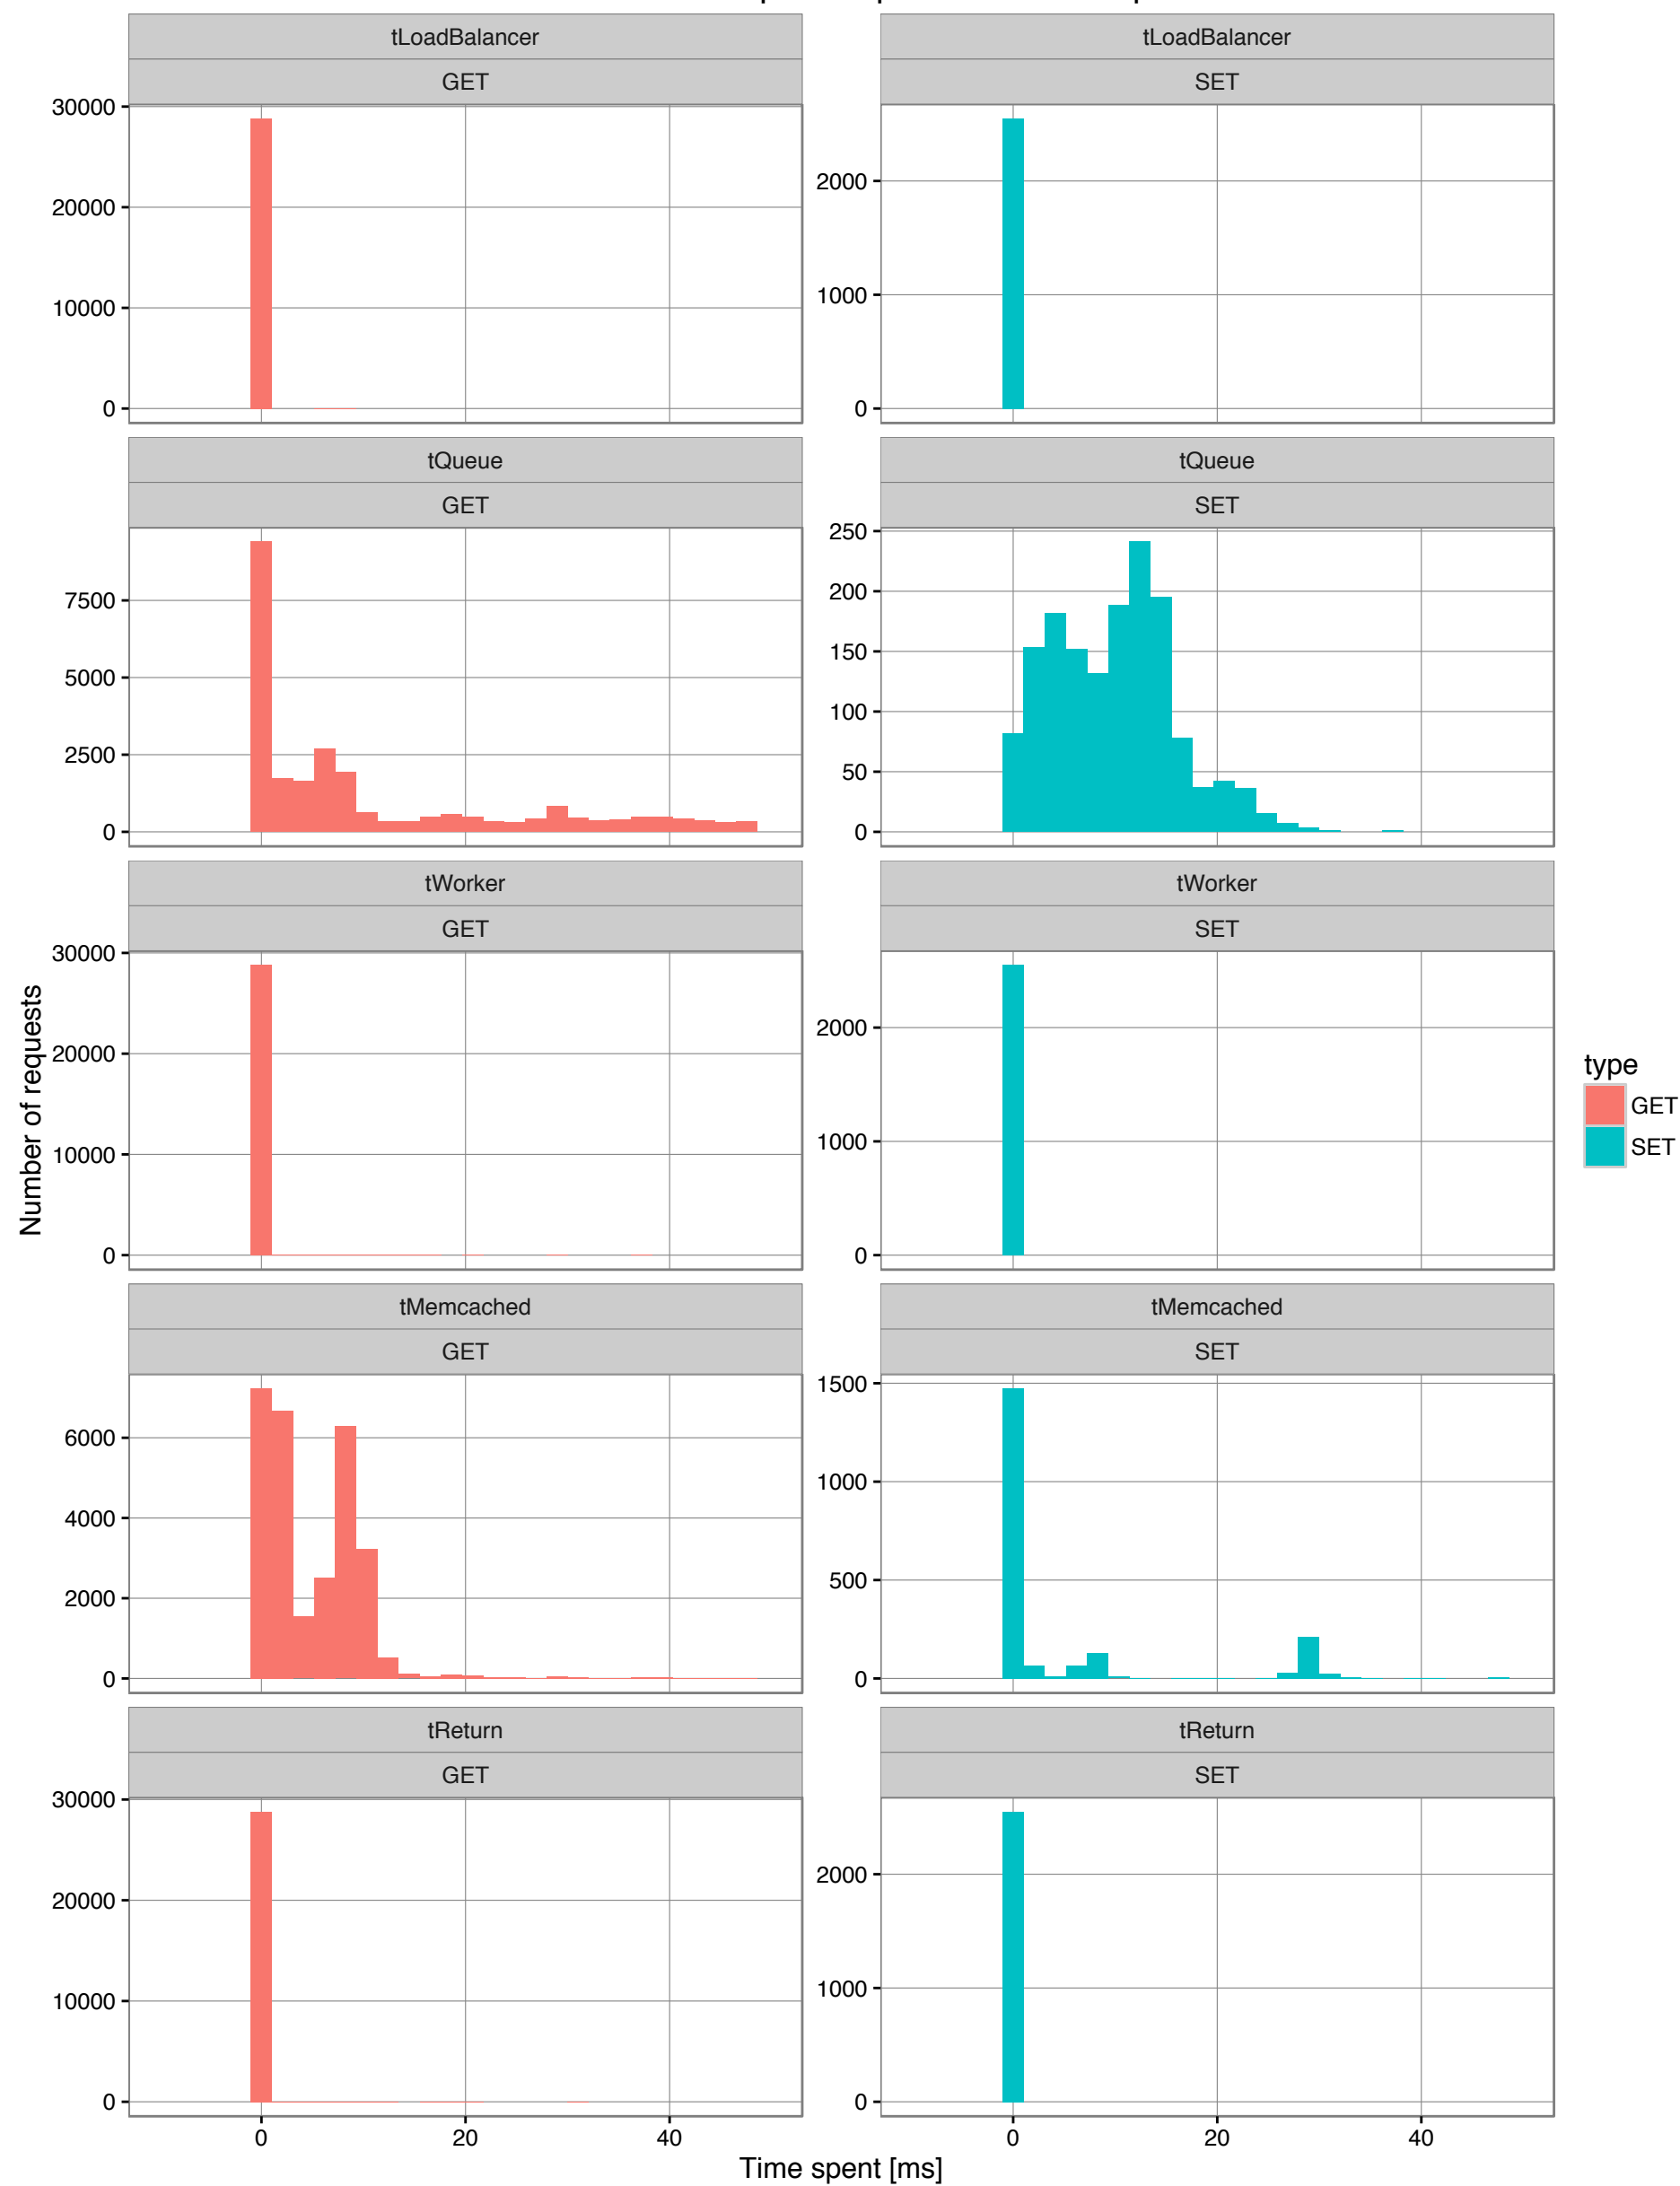 tLoadBalancer
GET
30000
20000
10000
0
tLoadBalancer
SET
2000
1000
0
tQueue
GET
7500
5000
2500
0
tQueue
SET
250
200
150
100
50
0
tWorker
GET
30000
20000
10000
0
tWorker
SET
2000
1000
0
tMemcached
GET
6000
4000
2000
0
tMemcached
SET
1500
1000
500
0
tReturn
GET
30000
20000
10000
0
tReturn
SET
2000
1000
0
0 20 40
0 20 40
Time spent [ms]
Number of requests
type
GET
SET